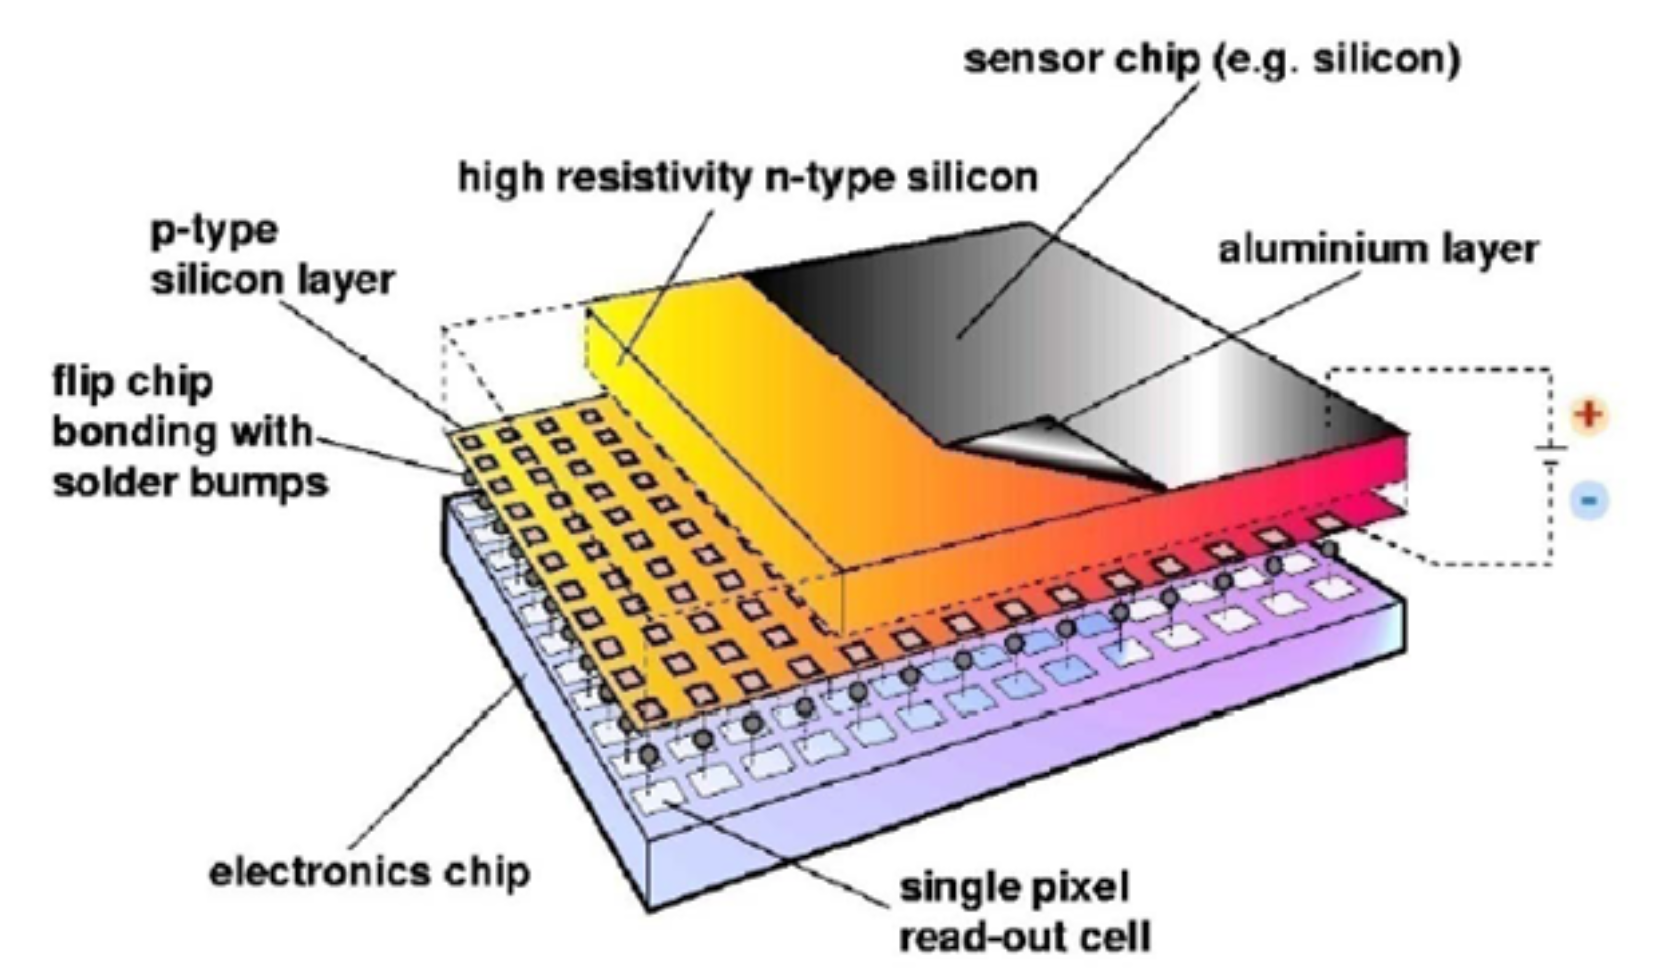 sensor chip (e.g. silicon)
high resistivity n-type silicon
p-type
silicon layer
aluminium layer
flip chip
bonding with
solder bumps
+
-
electronics chip
single pixel
read-out cell